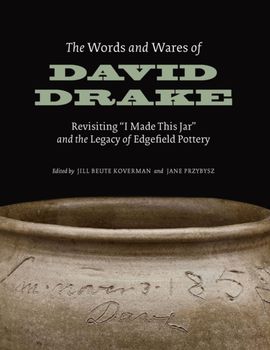 The Words and Wares of
DAVID
DRAKE
Revisiting "I Made This Jar"
and the Legacy of Edgefield Pottery
Edited by JILL BEUTE KOVERMAN and JANE PRZYBYSZ
Dave